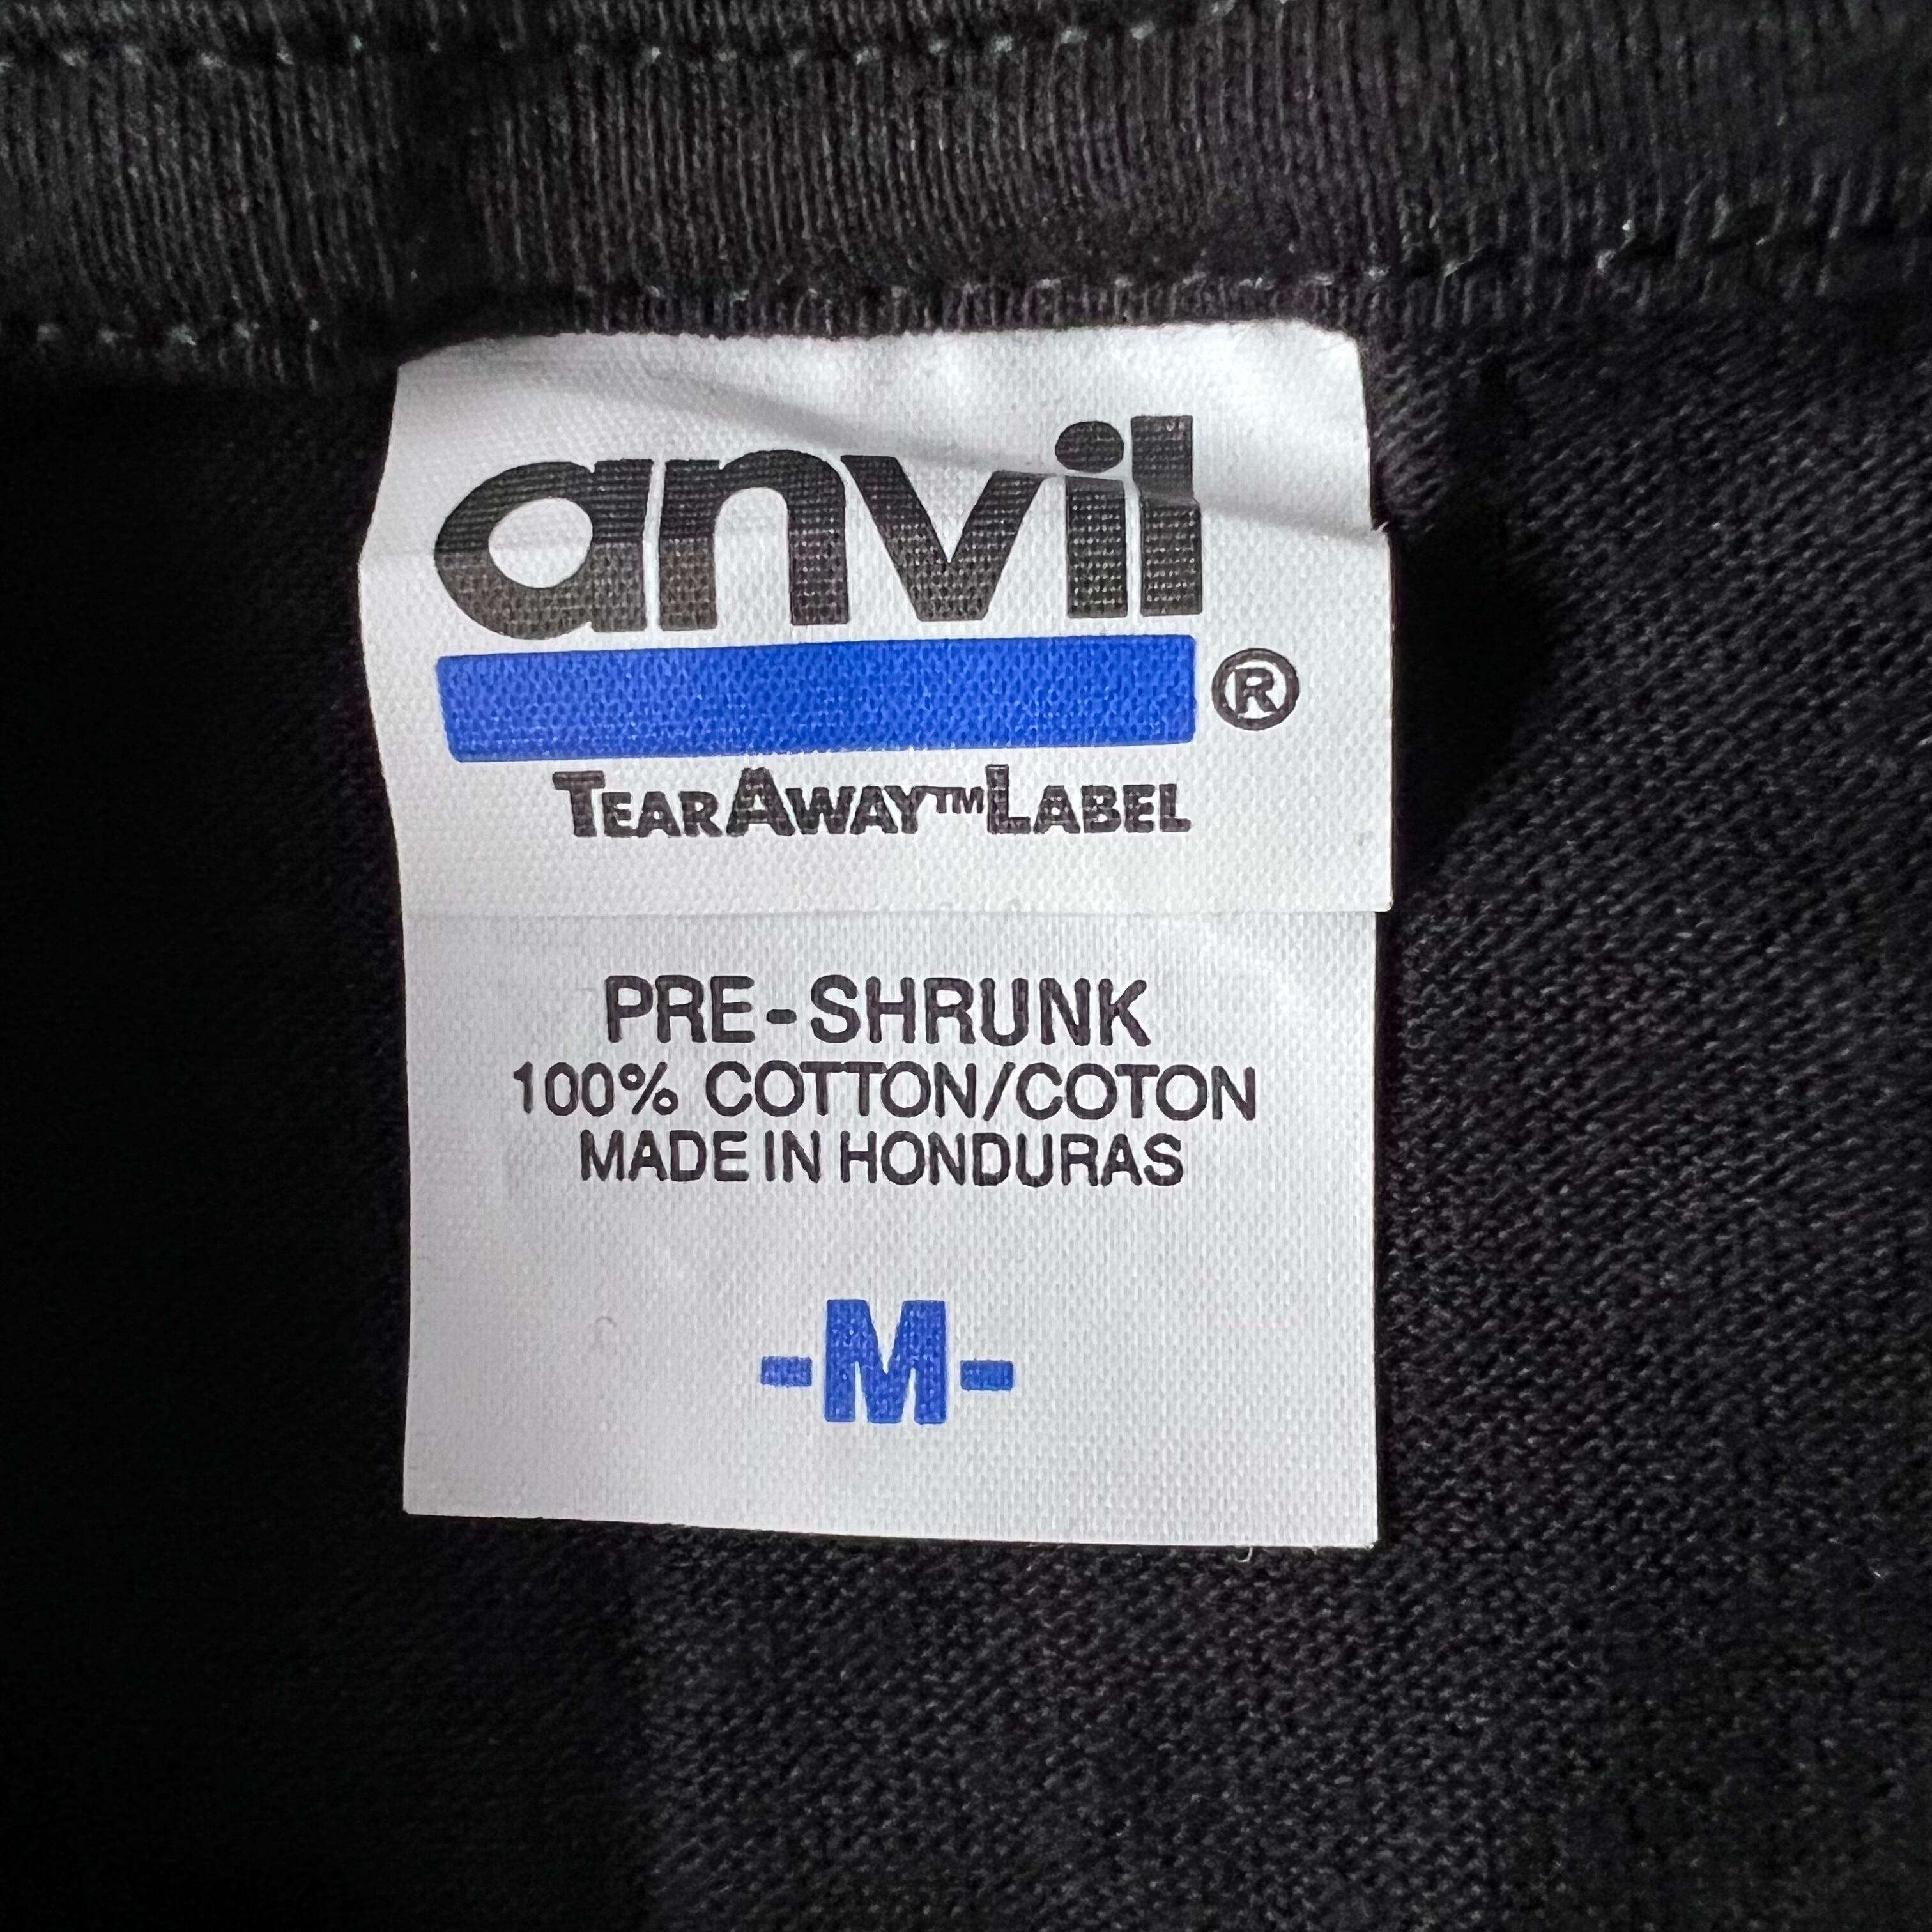 anvil
®
TEARAWAY™LABEL
PRE-SHRUNK
100% COTTON/COTON
MADE IN HONDURAS
-M-